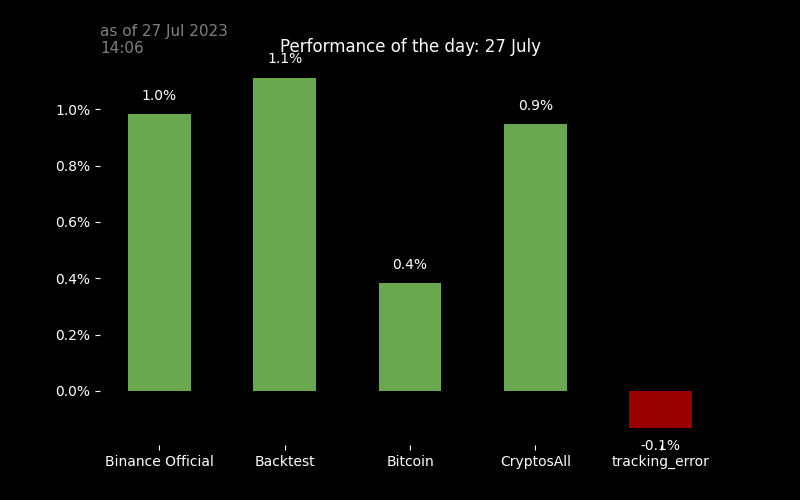 as of 27 Jul 2023
14:06
Performance of the day: 27 July
1.0%
1.1%
0.4%
0.9%
-0.1%
1.0%
0.8%
0.6%
0.4%
0.2%
0.0%
Binance Official
Backtest
Bitcoin
CryptosAll
tracking_error